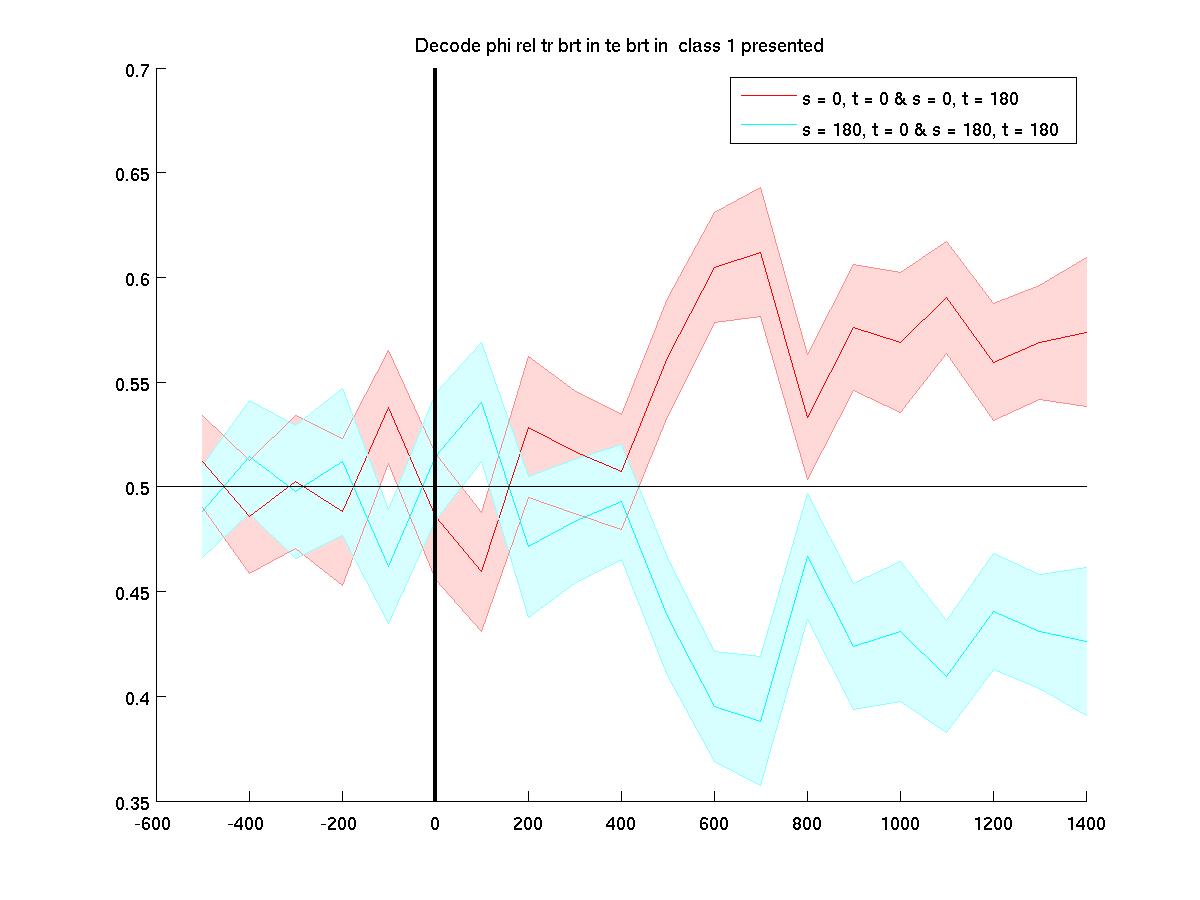 Decode phi rel tr brt in te brt in  class 1 presented
0.7
s = 0, t = 0 & s = 0, t = 180
s = 180, t = 0 & s = 180, t = 180
0.65
0.6
0.55
0.5
0.45
0.4
0.35
-600 -400 -200 0 200 400 600 800 1000 1200 1400